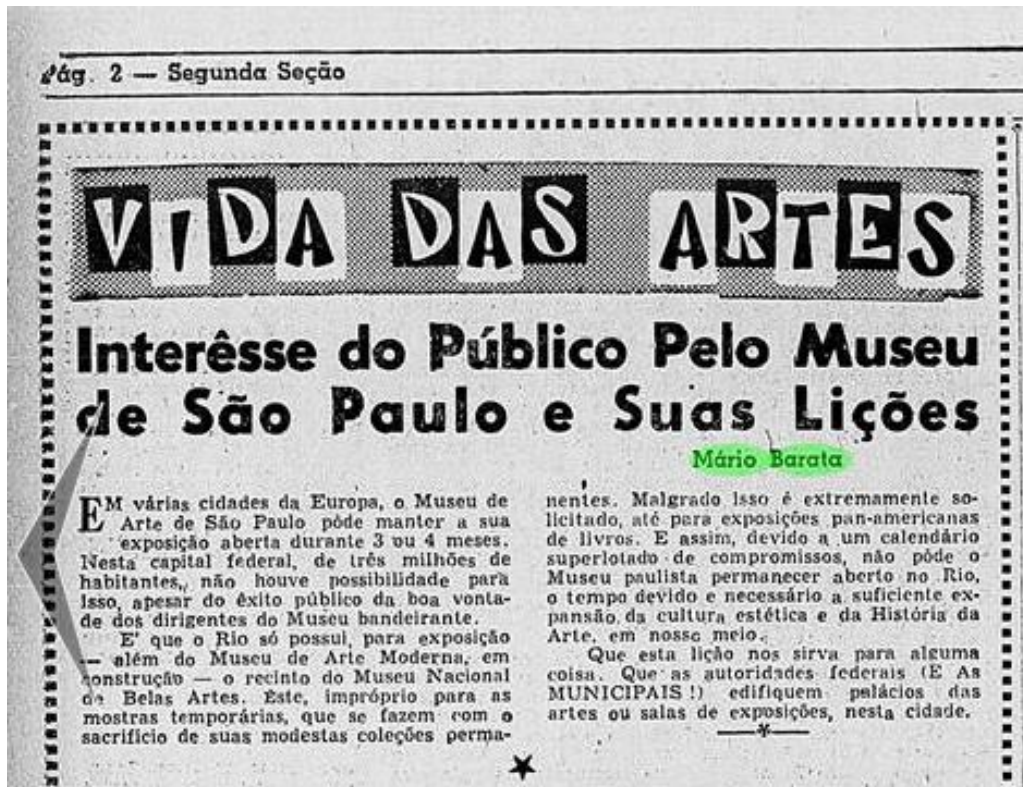 Pág. 2 — Segunda Seção
VIDA DAS ARTES
Interêsse do Público Pelo Museu
de São Paulo e Suas Lições
Mário Barata
EM várias cidades da Europa, o Museu de
Arte de São Paulo pôde manter a sua
exposição aberta durante 3 ou 4 meses.
Nesta capital federal, de três milhões de
habitantes, não houve possibilidade para
isso, apesar do êxito público da boa vonta-
de dos dirigentes do Museu bandeirante.
E' que o Rio só possui, para exposição
— além do Museu de Arte Moderna, em
construção — o recinto do Museu Nacional
de Belas Artes. Êste, impróprio para as
mostras temporárias, que se fazem com o
sacrifício de suas modestas coleções perma-
nentes. Malgrado isso é extremamente so-
licitado, até para exposições pan-americanas
de livros. E assim, devido a um calendário
superlotado de compromissos, não pôde o
Museu paulista permanecer aberto no Rio,
o tempo devido e necessário a suficiente ex-
pansão da cultura estética e da História da
Arte, em nosso meio.
Que esta lição nos sirva para alguma
coisa. Que as autoridades federais (E AS
MUNICIPAIS !) edifiquem palácios das
artes ou salas de exposições, nesta cidade.